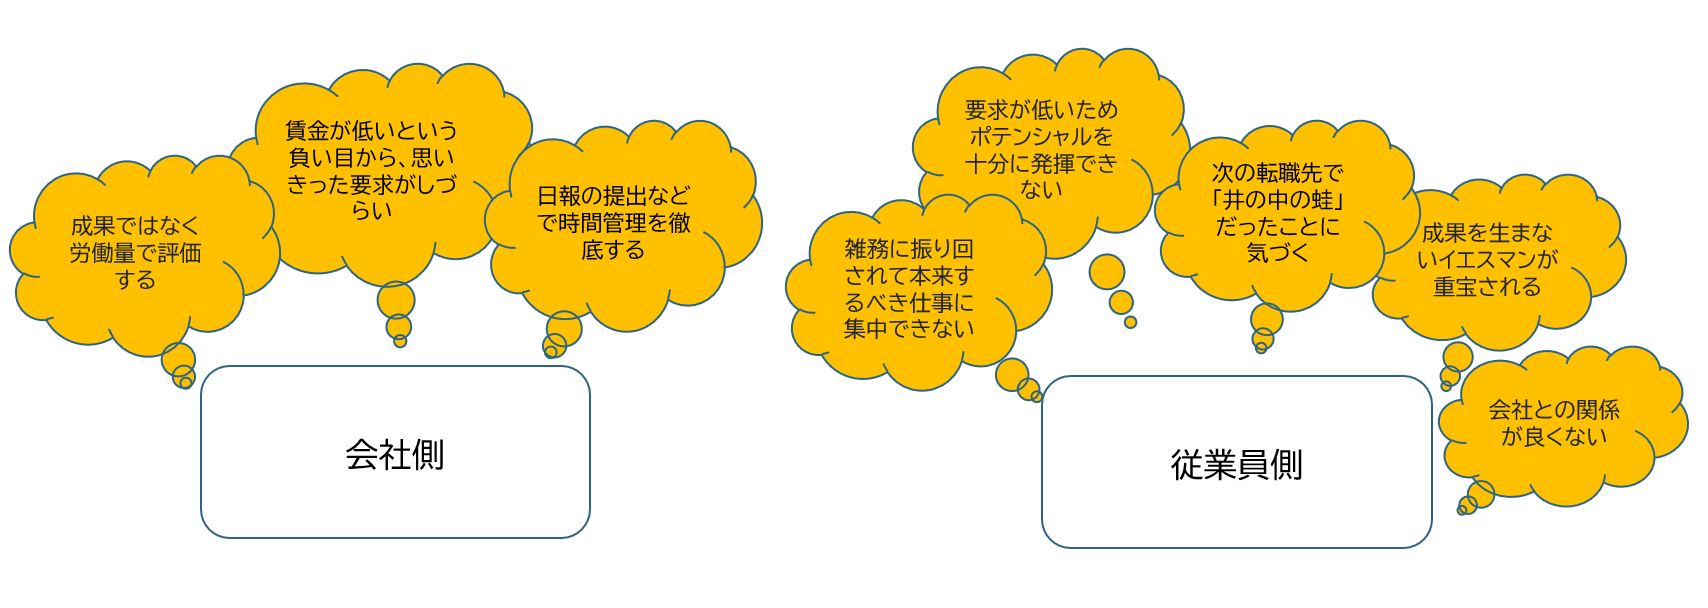 成果ではなく
労働量で評価
する
賃金が低いという
負い目から、思い
きった要求がしづ
らい
日報の提出など
で時間管理を徹
底する
会社側
雑務に振り回
されて本来す
るべき仕事に
集中できない
要求が低いため
ポテンシャルを
十分に発揮でき
ない
次の転職先で
「井の中の蛙」
だったことに
気づく
成果を生まな
いイエスマンが
重宝される
会社との関係
が良くない
従業員側